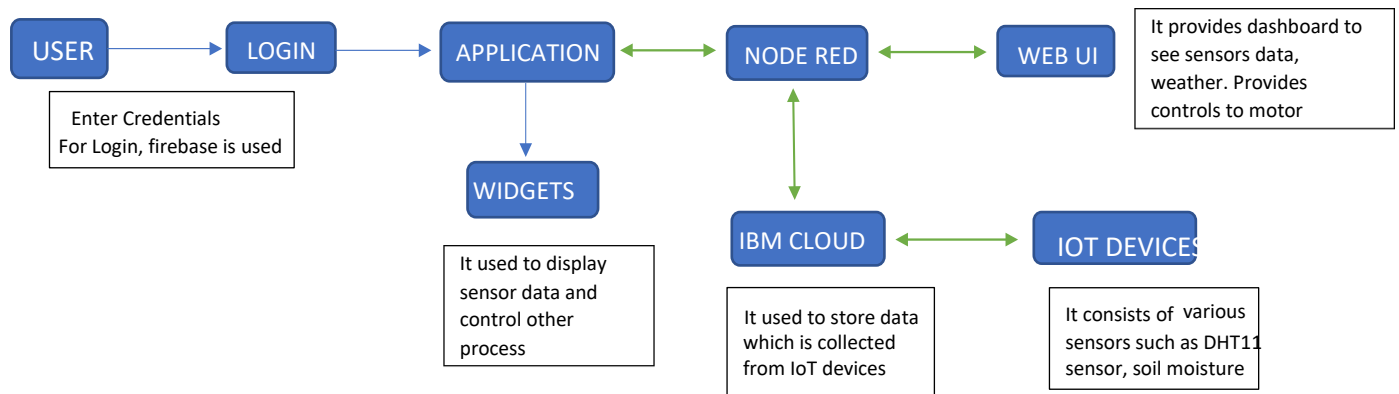 USER
LOGIN
APPLICATION
NODE RED
WEB UI
It provides dashboard to
see sensors data,
weather. Provides
controls to motor
Enter Credentials
For Login, firebase is used
WIDGETS
It used to display
sensor data and
control other
process
IBM CLOUD
IOT DEVICES
It used to store data
which is collected
from IoT devices
It consists of various
sensors such as DHT11
sensor, soil moisture